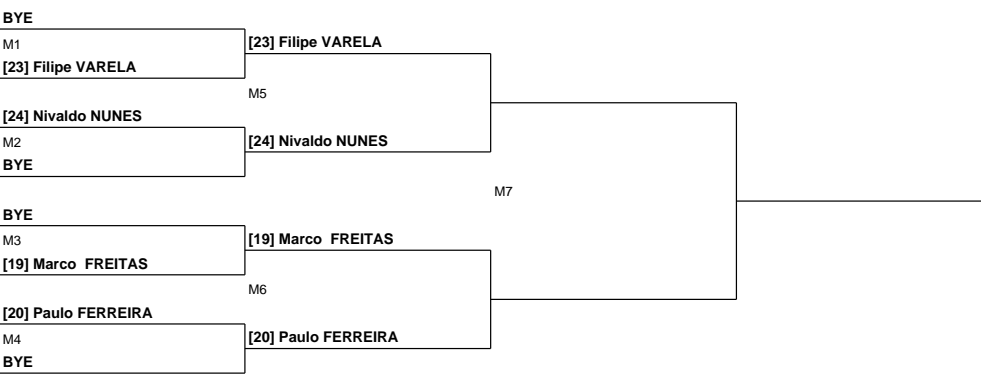 BYE
M1
[23] Filipe VARELA
[23] Filipe VARELA
M5
[24] Nivaldo NUNES
M2
BYE
[24] Nivaldo NUNES
M7
BYE
M3
[19] Marco  FREITAS
[19] Marco  FREITAS
M6
[20] Paulo FERREIRA
M4
BYE
[20] Paulo FERREIRA